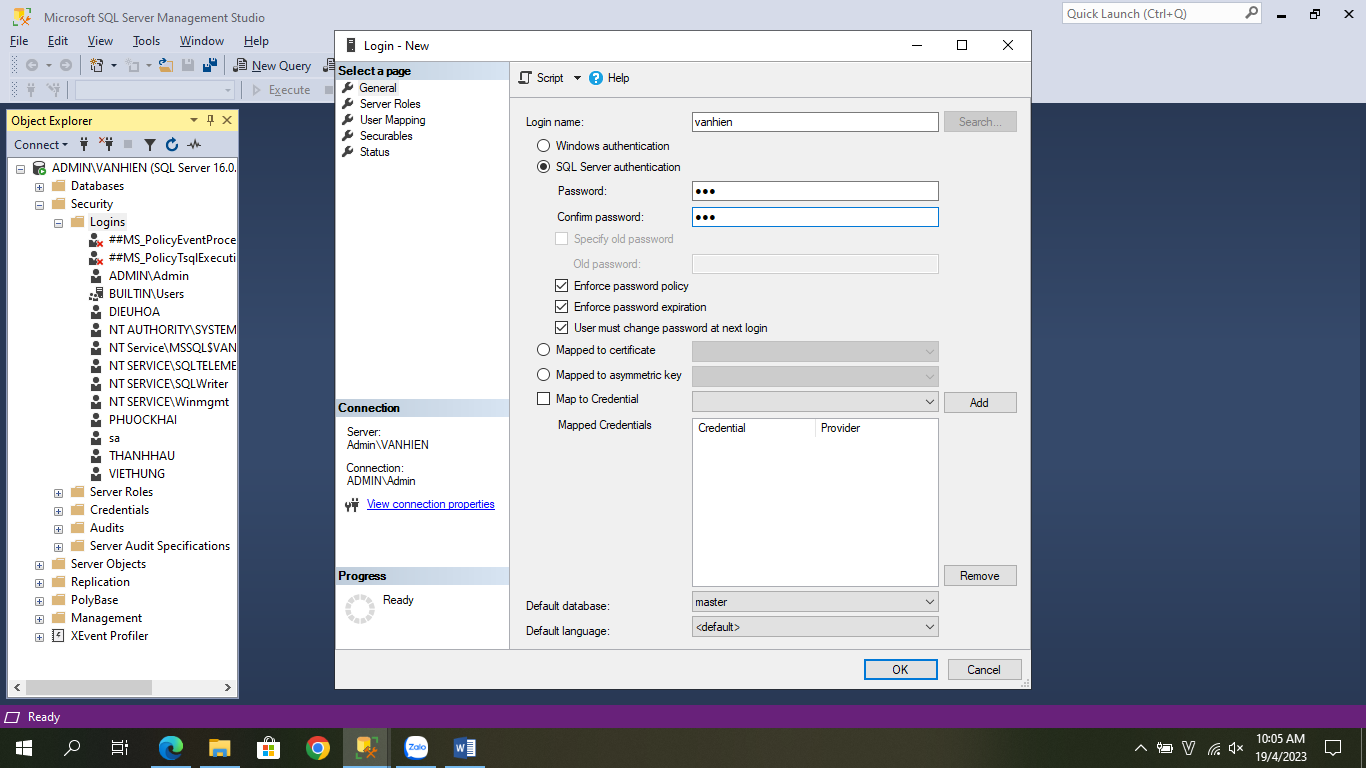 Microsoft SQL Server Management Studio
Quick Launch (Ctrl+Q)
File Edit View Tools Window Help
New Query
Execute
Object Explorer
Connect
ADMIN\VANHIEN (SQL Server 16.0.
Databases
Security
Logins
##MS_PolicyEventProce
##MS_PolicyTsqlExecuti
ADMIN\Admin
BUILTIN\Users
DIEUHOA
NT AUTHORITY\SYSTEM
NT Service\MSSQL$VAN
NT SERVICE\SQLTELEME
NT SERVICE\SQLWriter
NT SERVICE\Winmgmt
PHUOCKHAI
sa
THANHHAU
VIETHUNG
Server Roles
Credentials
Audits
Server Audit Specifications
Server Objects
Replication
PolyBase
Management
XEvent Profiler
Login - New
Select a page
General
Server Roles
User Mapping
Securables
Status
Connection
Server:
Admin\VANHIEN
Connection:
ADMIN\Admin
View connection properties
Progress
Ready
Script Help
Login name: vanhien Search...
Windows authentication
SQL Server authentication
Password: ●●●
Confirm password: ●●●
Specify old password
Old password:
Enforce password policy
Enforce password expiration
User must change password at next login
Mapped to certificate
Mapped to asymmetric key
Map to Credential Add
Mapped Credentials Credential Provider
Remove
Default database: master
Default language: <default>
OK Cancel
Ready
Zalo
10:05 AM
19/4/2023